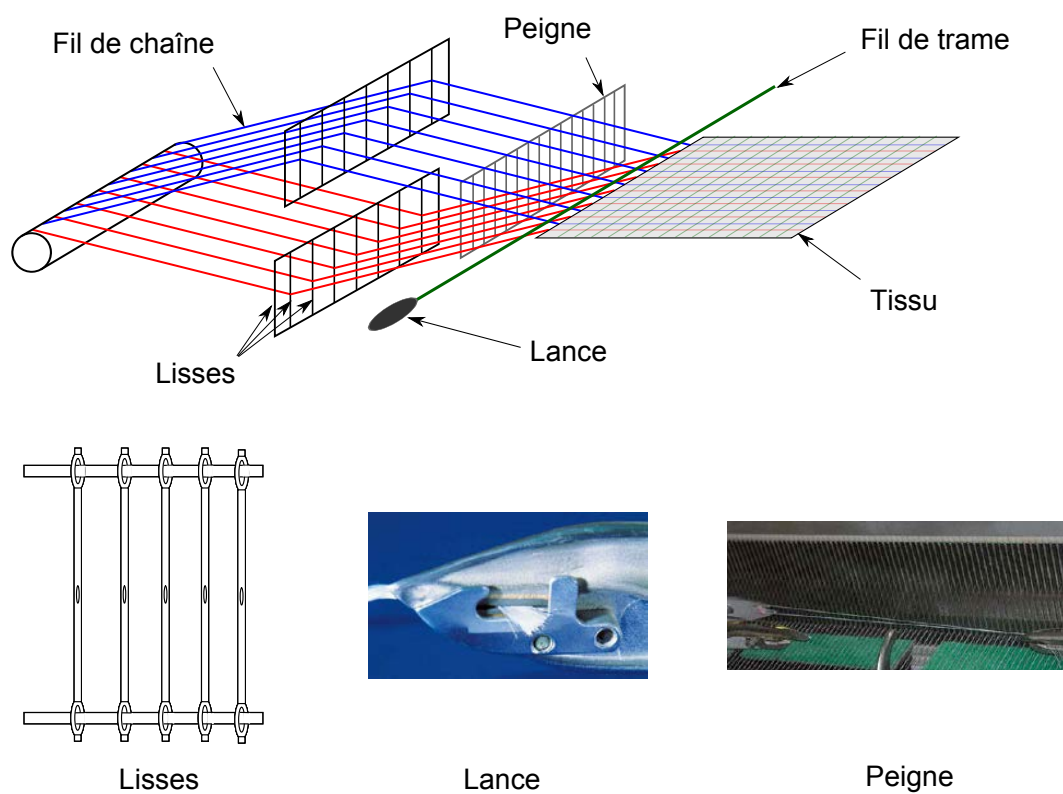 Peigne
Fil de trame
Fil de chaîne
Tissu
Lance
Lisses
Lisses
Lance
Peigne